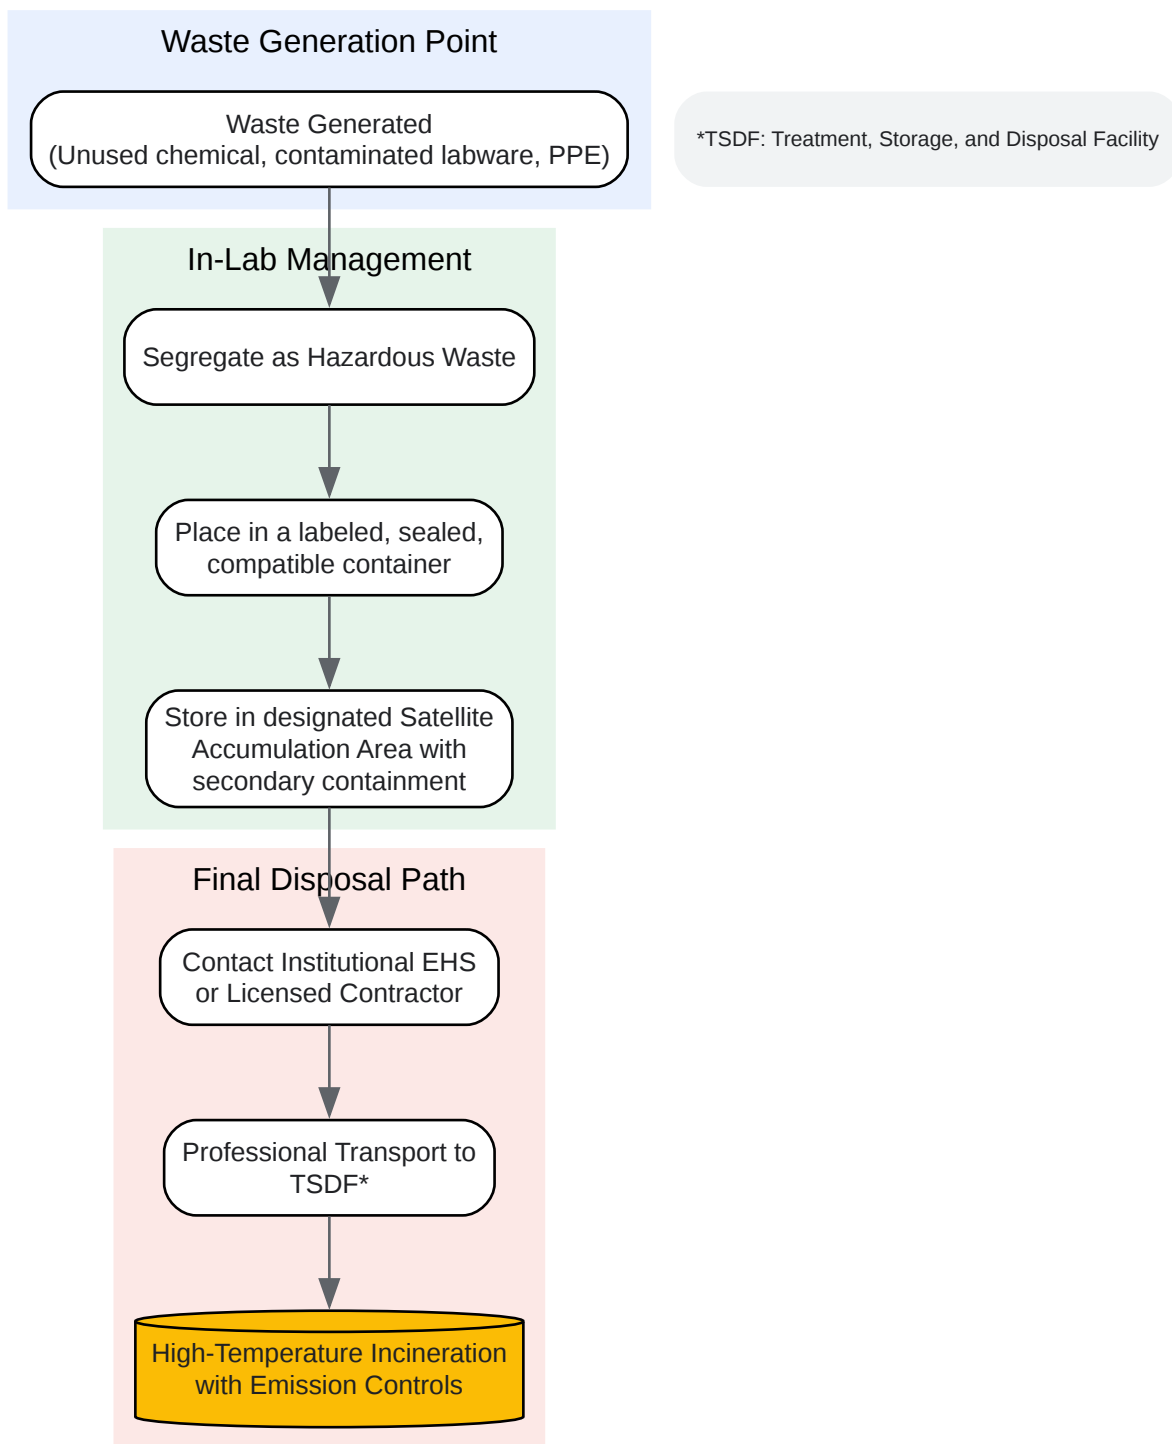 Waste Generation Point
Waste Generated
(Unused chemical, contaminated labware, PPE)
*TSDF: Treatment, Storage, and Disposal Facility
In-Lab Management
Segregate as Hazardous Waste
Place in a labeled, sealed,
compatible container
Store in designated Satellite
Accumulation Area with
secondary containment
Final Disposal Path
Contact Institutional EHS
or Licensed Contractor
Professional Transport to
TSDF*
High-Temperature Incineration
with Emission Controls